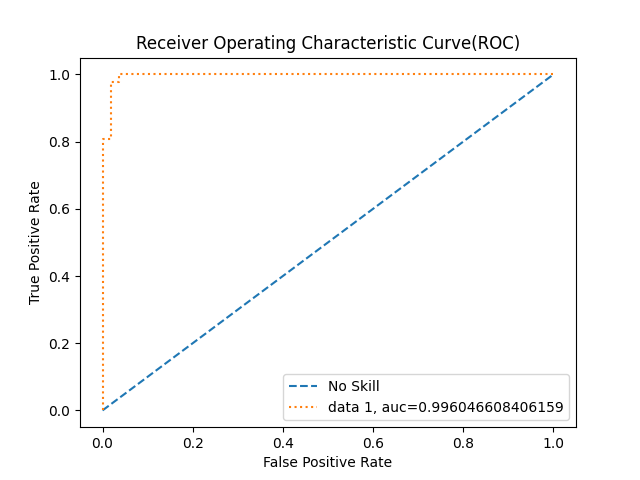 Receiver Operating Characteristic Curve(ROC)
1.0
0.8
0.6
0.4
0.2
0.0
True Positive Rate
No Skill
data 1, auc=0.996046608406159
0.0 0.2 0.4 0.6 0.8 1.0
False Positive Rate